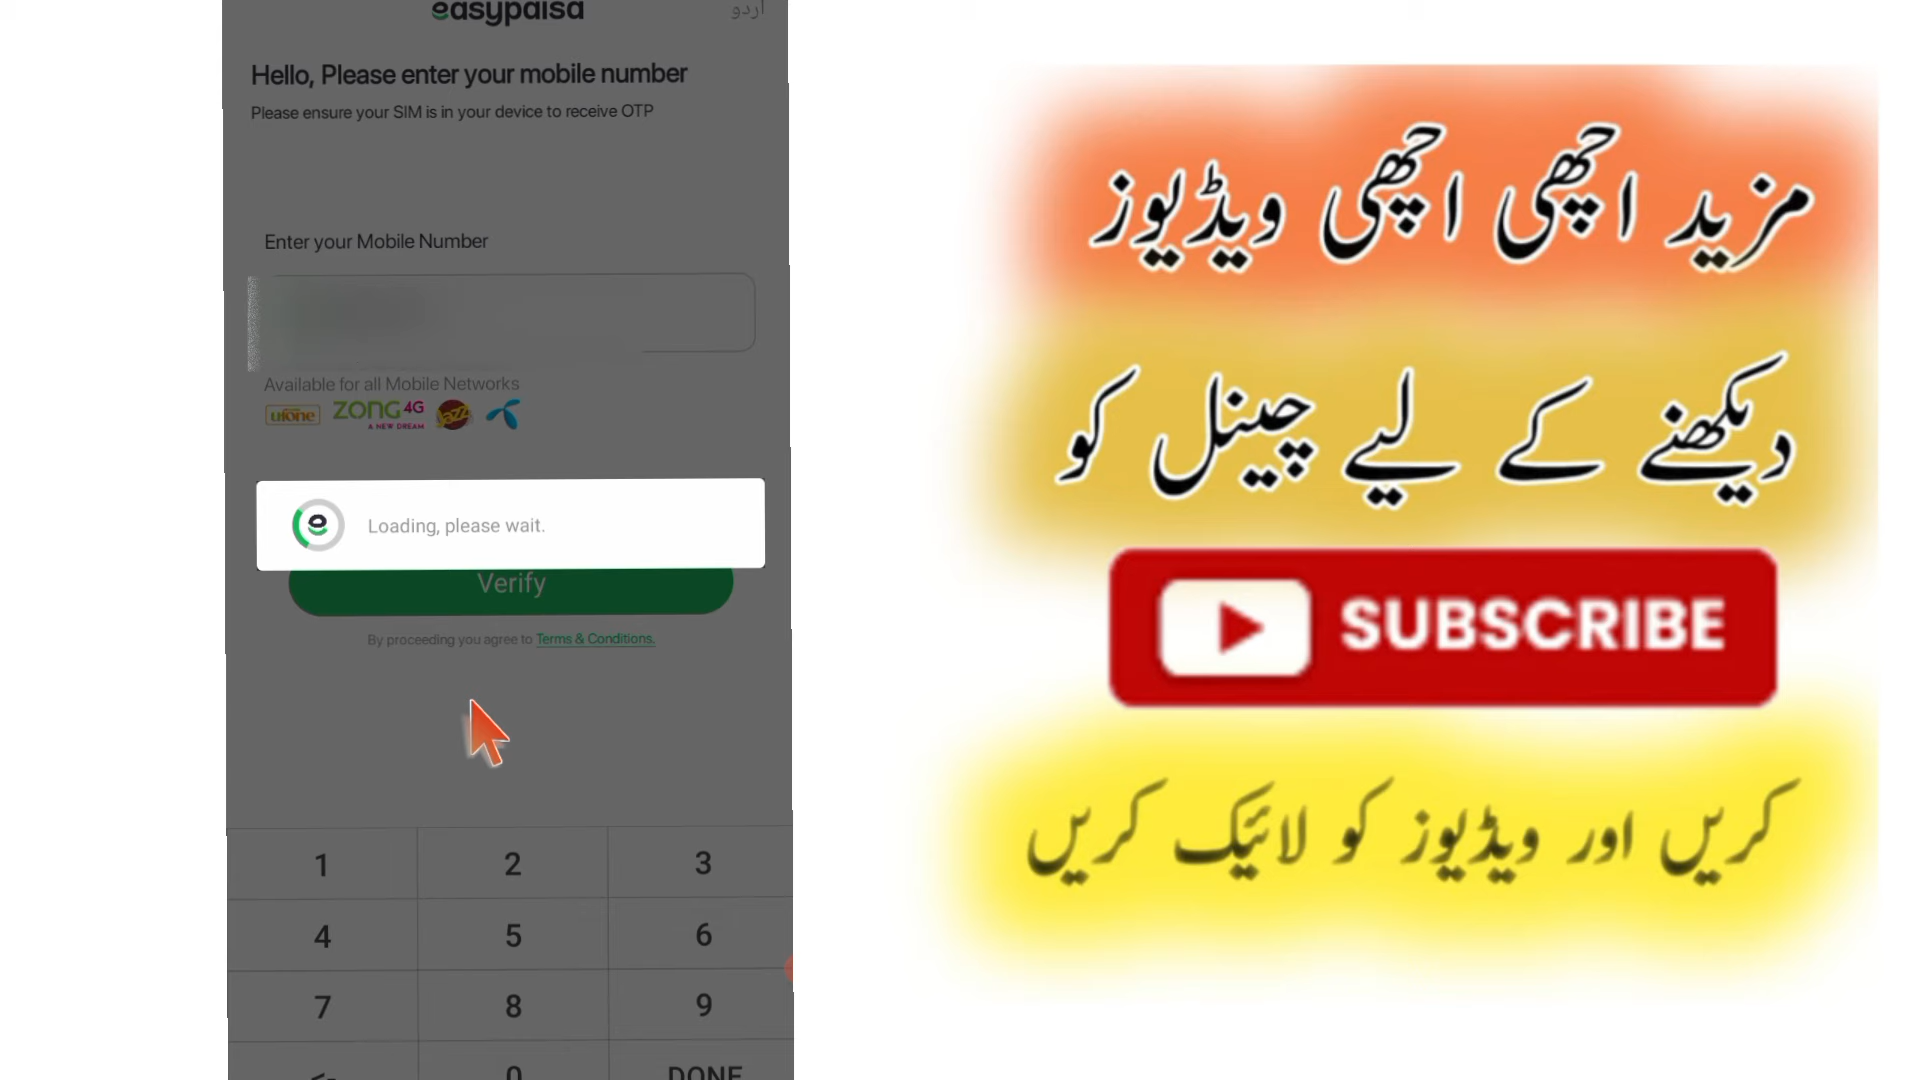 easypaisa
اردو
Hello, Please enter your mobile number
Please ensure your SIM is in your device to receive OTP
Enter your Mobile Number
Available for all Mobile Networks
ufone ZONG 4G Jazz
A NEW DREAM
Loading, please wait.
Verify
By proceeding you agree to Terms & Conditions.
1 2 3
4 5 6
7 8 9
0 DONE
مزید اچھی اچھی ویڈیوز
دیکھنے کے لیے چینل کو
SUBSCRIBE
کریں اور ویڈیوز کو لائیک کریں